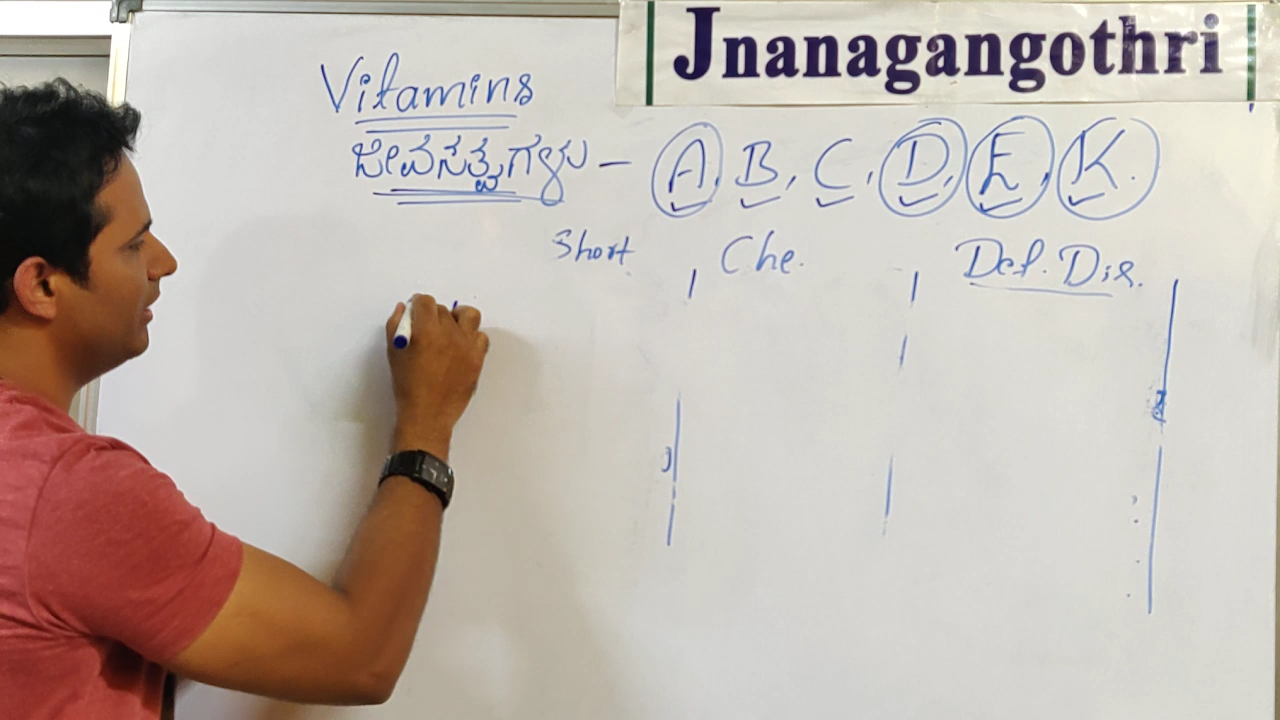 Jnanagangothri
Vitamins
ಜೀವಸತ್ವಗಳು – A, B, C, D, E, K.
Short Che. Def. Dis.